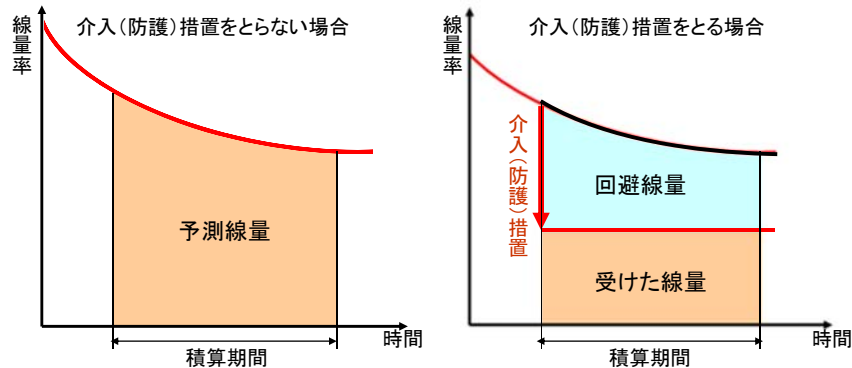 介入（防護）措置をとらない場合
線量率
予測線量
時間
積算期間
介入（防護）措置をとる場合
線量率
介入（防護）措置
回避線量
受けた線量
時間
積算期間